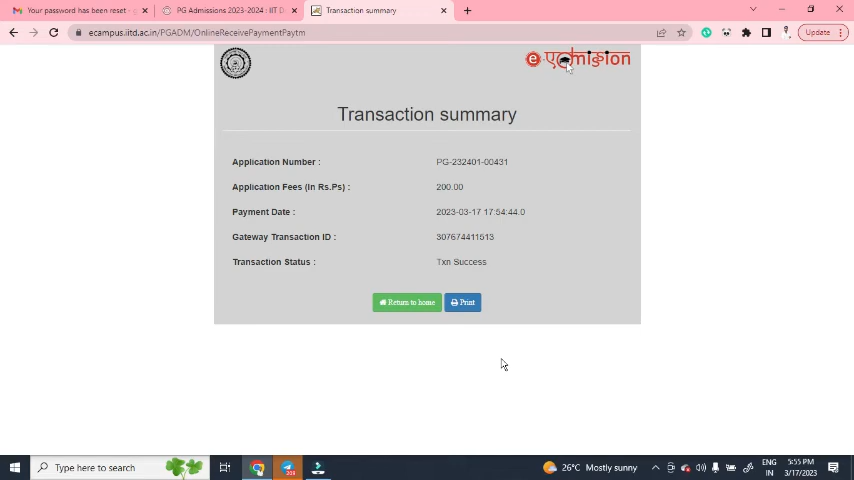 Your password has been reset - g
PG Admissions 2023-2024 : IIT D
Transaction summary
ecampus.iitd.ac.in/PGADM/OnlineReceivePaymentPaytm
Update
Transaction summary
Application Number : PG-232401-00431
Application Fees (In Rs.Ps) : 200.00
Payment Date : 2023-03-17 17:54:44.0
Gateway Transaction ID : 307674411513
Transaction Status : Txn Success
Return to home Print
Type here to search
26°C Mostly sunny
ENG
IN
5:55 PM
3/17/2023